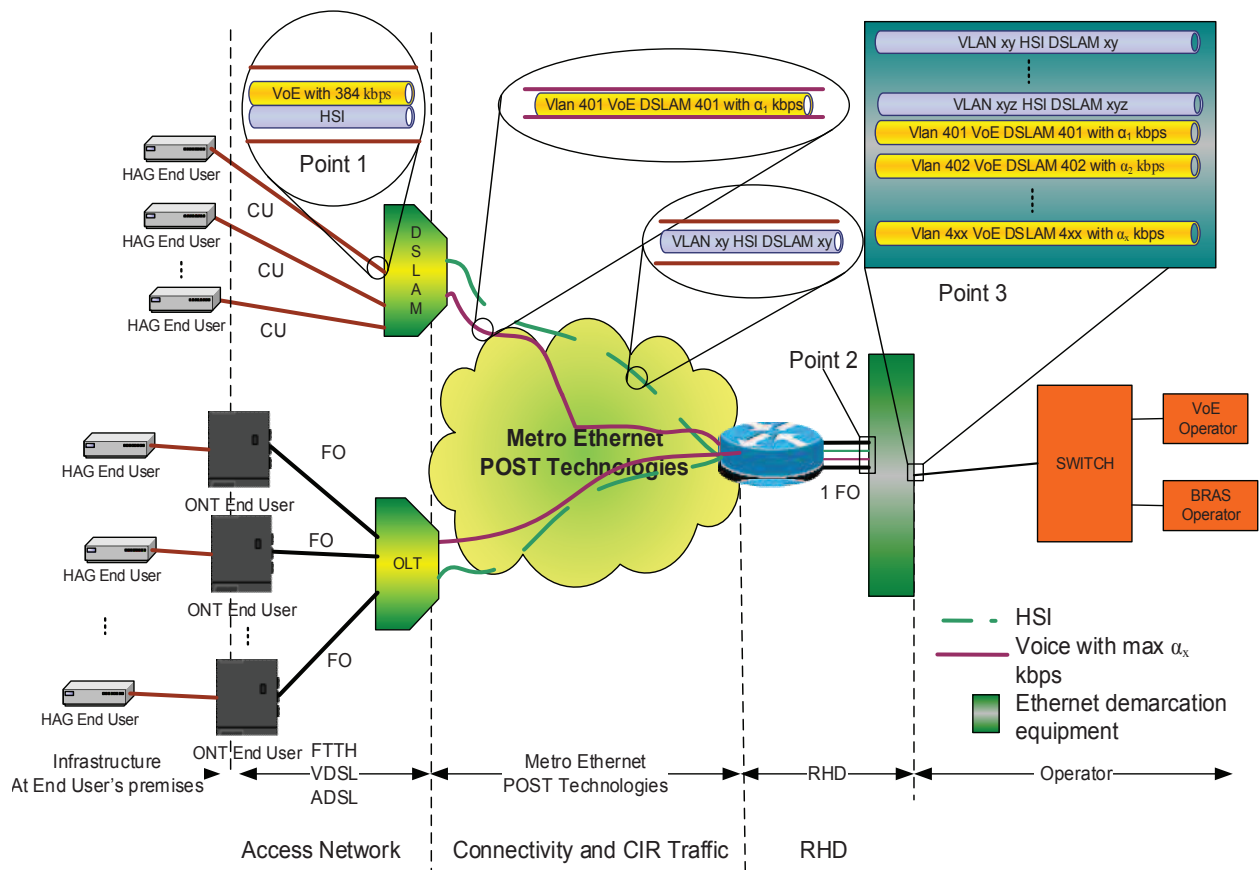 VoE with 384 kbps
HSI
Point 1
Vlan 401 VoE DSLAM 401 with α₁ kbps
VLAN xy HSI DSLAM xy
VLAN xy HSI DSLAM xy
VLAN xyz HSI DSLAM xyz
Vlan 401 VoE DSLAM 401 with α₁ kbps
Vlan 402 VoE DSLAM 402 with α₂ kbps
Vlan 4xx VoE DSLAM 4xx with αₓ kbps
Point 3
HAG End User
CU
HAG End User
CU
HAG End User
CU
DSLAM
Point 2
Metro Ethernet
POST Technologies
1 FO
SWITCH
VoE
Operator
BRAS
Operator
HAG End User
FO
ONT End User
HAG End User
FO
ONT End User
OLT
HAG End User
FO
ONT End User
HSI
Voice with max αₓ
kbps
Ethernet demarcation
equipment
Infrastructure
At End User's premises
FTTH
VDSL
ADSL
Metro Ethernet
POST Technologies
RHD
Operator
Access Network
Connectivity and CIR Traffic
RHD